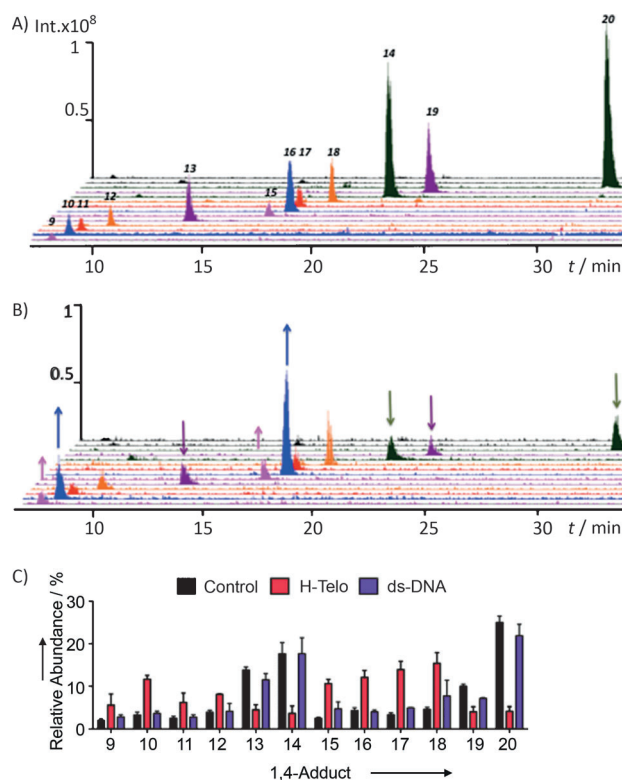 A) Int.x10⁸
1
0.5
9 10 11 12 13 14 15 16 17 18 19 20
10 15 20 25 30 t / min
B)
1
0.5
10 15 20 25 30 t / min
C)
Control H-Telo ds-DNA
Relative Abundance / %
30
20
10
0
9 10 11 12 13 14 15 16 17 18 19 20
1,4-Adduct